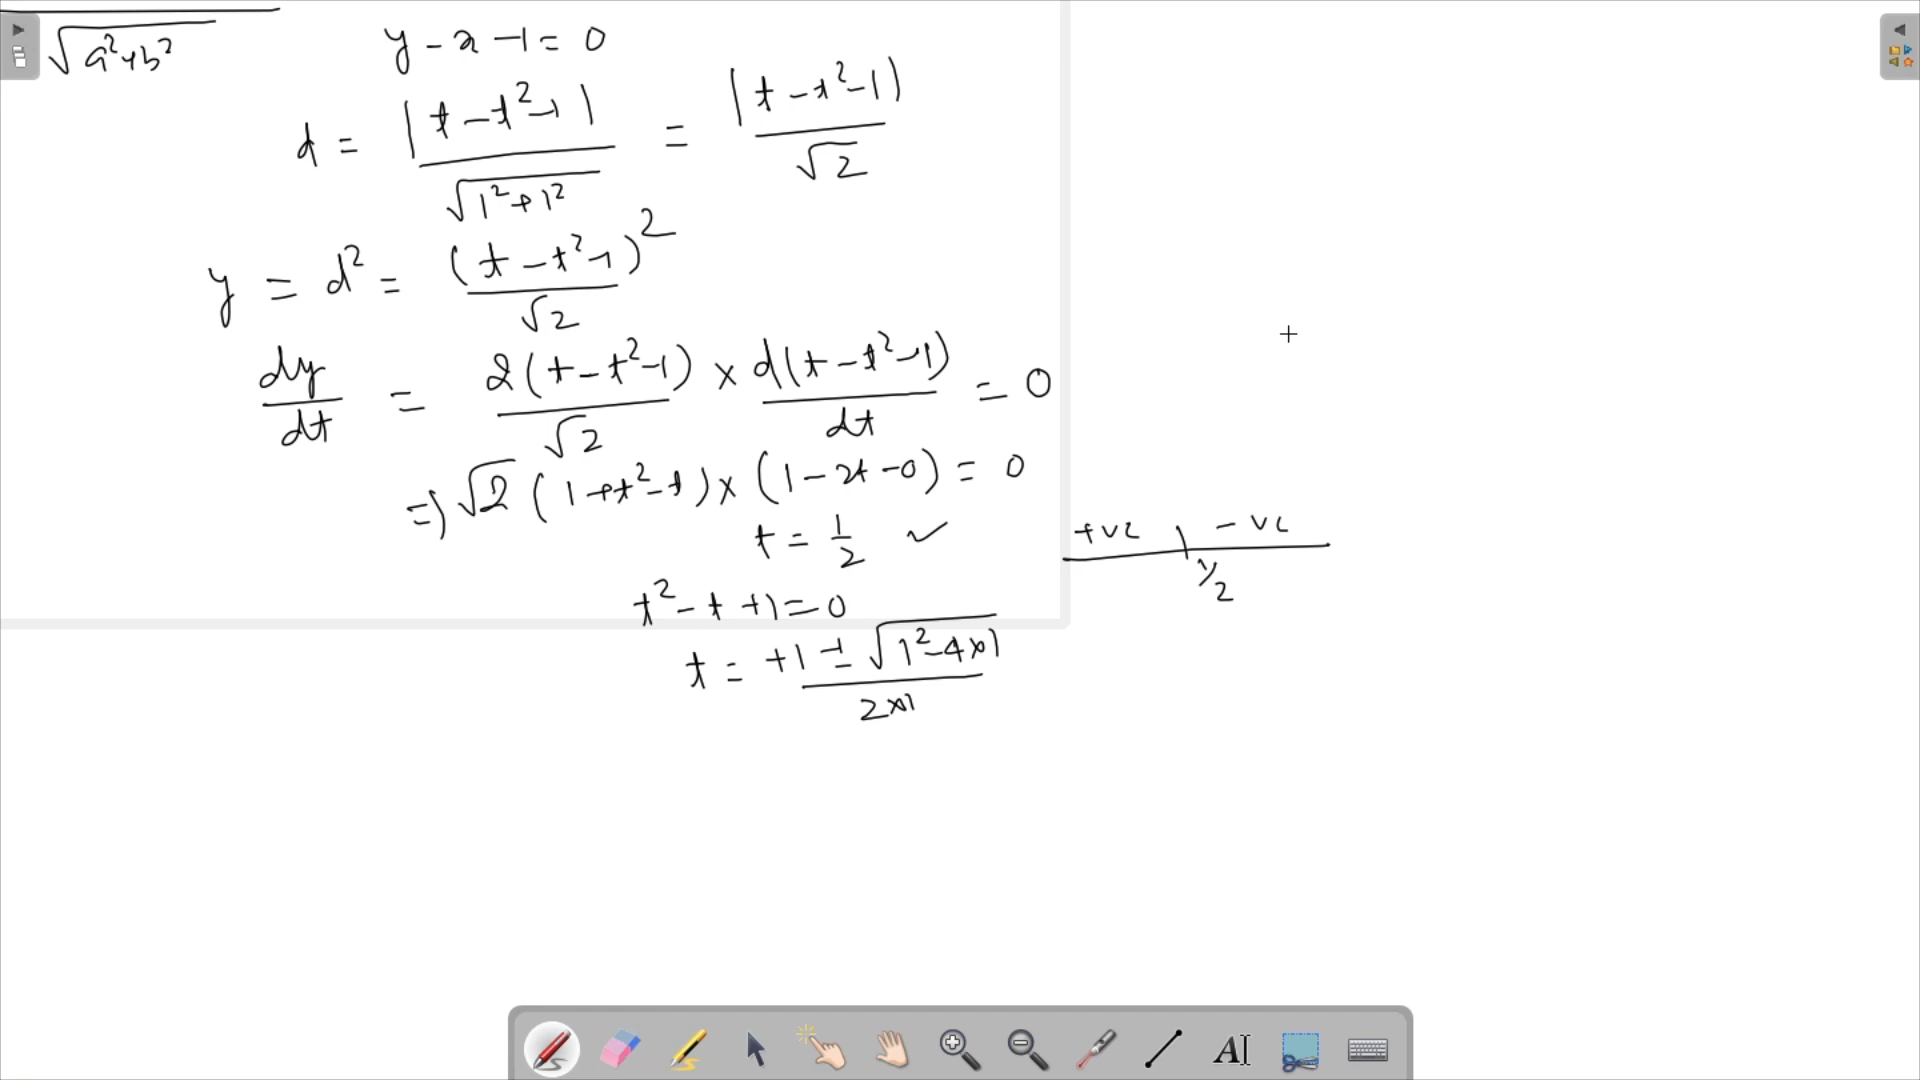 √(a²+b²)
y - x - 1 = 0
d = |t - t² - 1| / √(1² + 1²) = |t - t² - 1| / √2
y = d² = (t - t² - 1)² / √2
dy/dt = 2(t - t² - 1) / √2 × d(t - t² - 1) / dt = 0
=> √2 (1 + t² - t) × (1 - 2t - 0) = 0
t = 1/2 ✓
+ve | -ve
1/2
t² - t + 1 = 0
t = +1 ± √(1² - 4×1) / 2×1
A